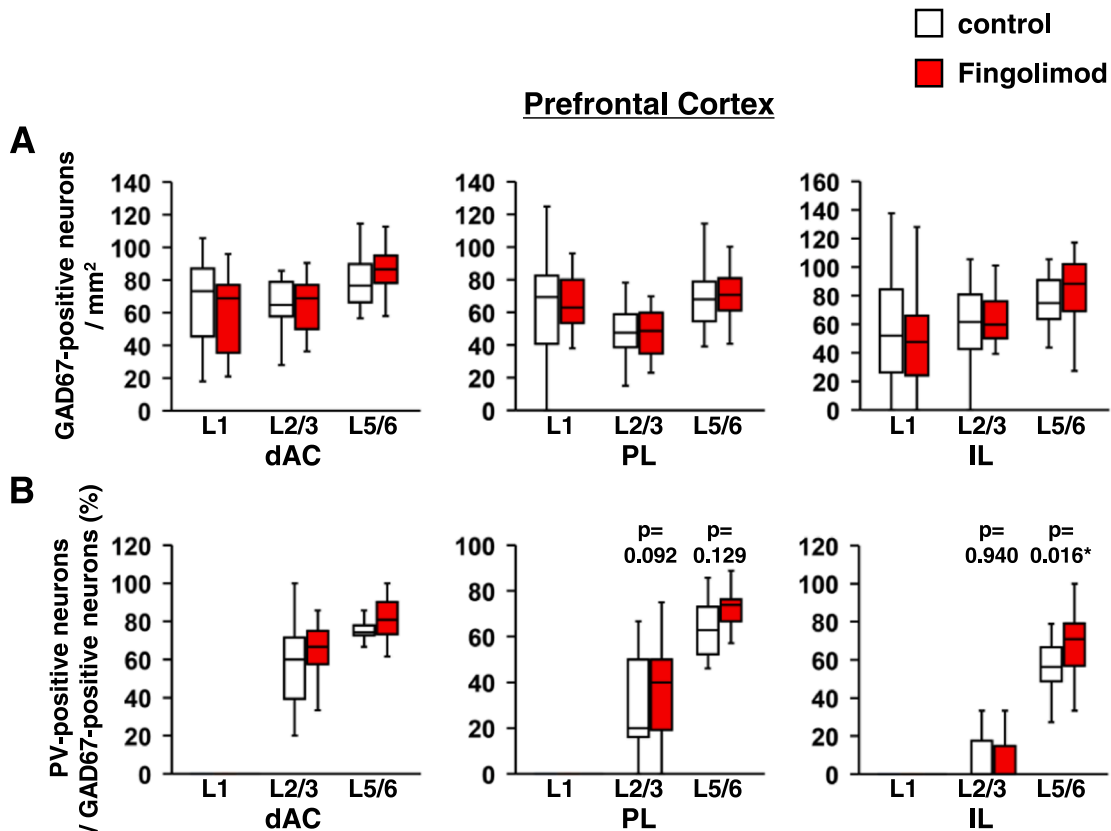 control
Fingolimod
Prefrontal Cortex
A
GAD67-positive neurons
/ mm²
140
120
100
80
60
40
20
0
L1 L2/3 L5/6
dAC
140
120
100
80
60
40
20
0
L1 L2/3 L5/6
PL
160
140
120
100
80
60
40
20
0
L1 L2/3 L5/6
IL
B
PV-positive neurons
/ GAD67-positive neurons (%)
120
100
80
60
40
20
0
L1 L2/3 L5/6
dAC
100
80
60
40
20
0
p= p=
0.092 0.129
L1 L2/3 L5/6
PL
120
100
80
60
40
20
0
p= p=
0.940 0.016*
L1 L2/3 L5/6
IL